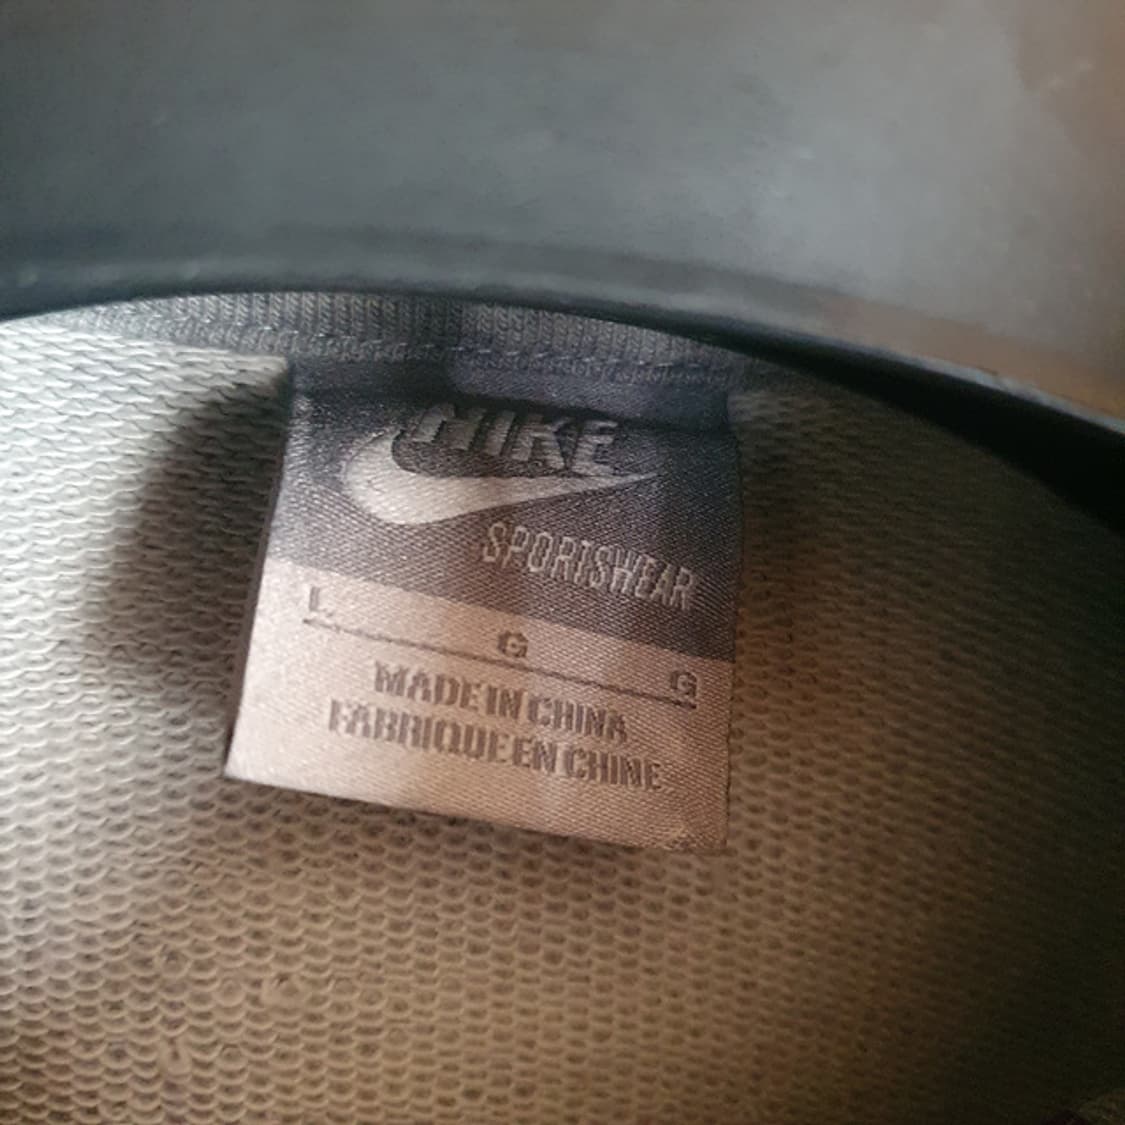 NIKE
SPORTSWEAR
L G G
MADE IN CHINA
FABRIQUE EN CHINE